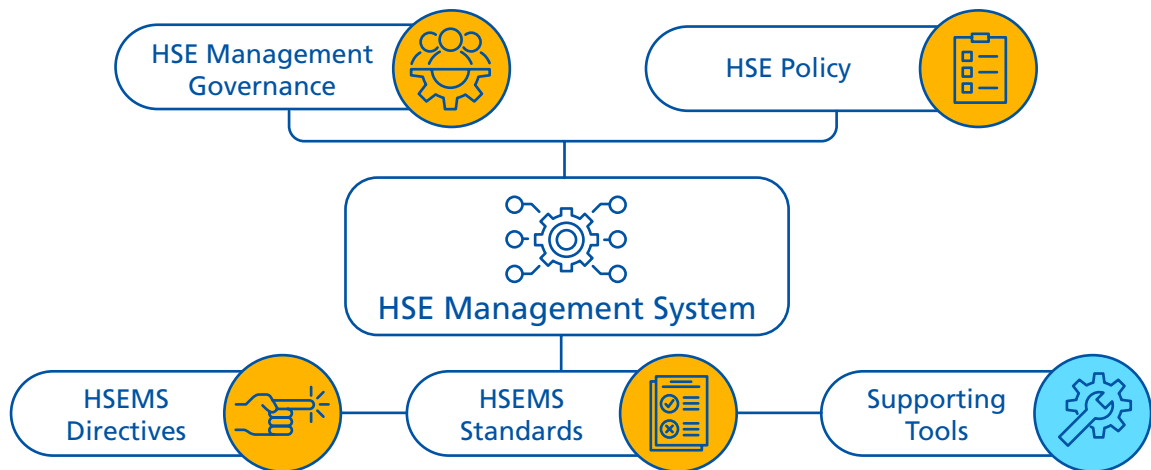 HSE Management
Governance
HSE Policy
HSE Management System
HSEMS
Directives
HSEMS
Standards
Supporting
Tools